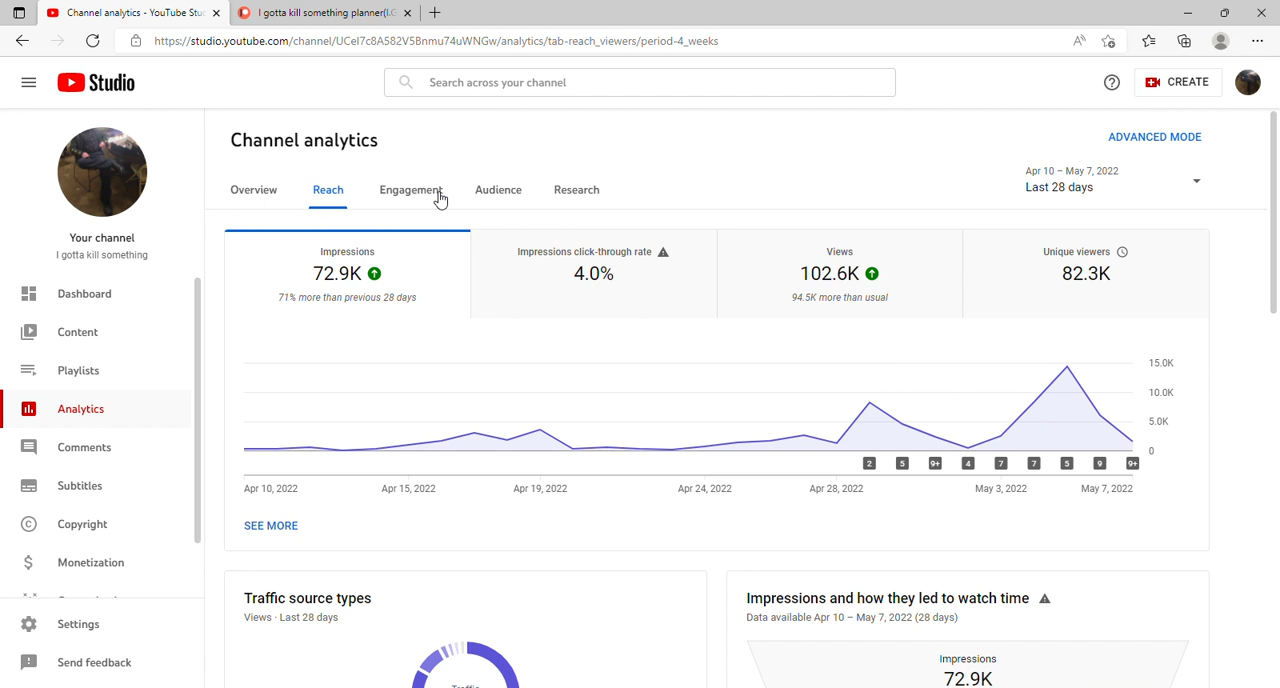 Channel analytics - YouTube Stu
I gotta kill something planner(I.G
https://studio.youtube.com/channel/UCeI7c8A582V5Bnmu74uWNGw/analytics/tab-reach_viewers/period-4_weeks
Studio
Search across your channel
CREATE
Your channel
I gotta kill something
Dashboard
Content
Playlists
Analytics
Comments
Subtitles
Copyright
Monetization
Settings
Send feedback
Channel analytics
ADVANCED MODE
Overview
Reach
Engagement
Audience
Research
Apr 10 – May 7, 2022
Last 28 days
Impressions
72.9K
71% more than previous 28 days
Impressions click-through rate
4.0%
Views
102.6K
94.5K more than usual
Unique viewers
82.3K
15.0K
10.0K
5.0K
0
2 5 9+ 4 7 7 5 9 9+
Apr 10, 2022 Apr 15, 2022 Apr 19, 2022 Apr 24, 2022 Apr 28, 2022 May 3, 2022 May 7, 2022
SEE MORE
Traffic source types
Views · Last 28 days
Impressions and how they led to watch time
Data available Apr 10 – May 7, 2022 (28 days)
Impressions
72.9K